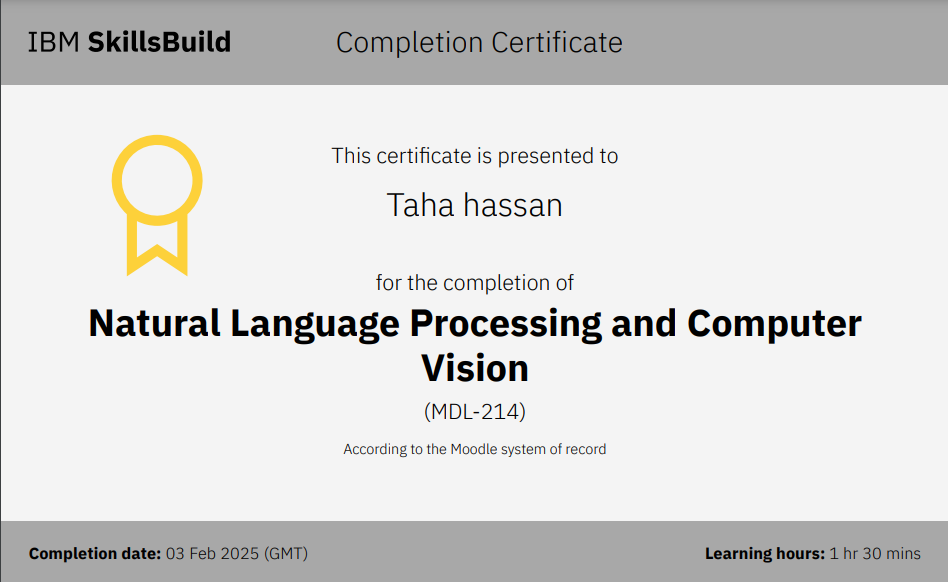 IBM SkillsBuild
Completion Certificate
This certificate is presented to
Taha hassan
for the completion of
Natural Language Processing and Computer
Vision
(MDL-214)
According to the Moodle system of record
Completion date: 03 Feb 2025 (GMT)
Learning hours: 1 hr 30 mins